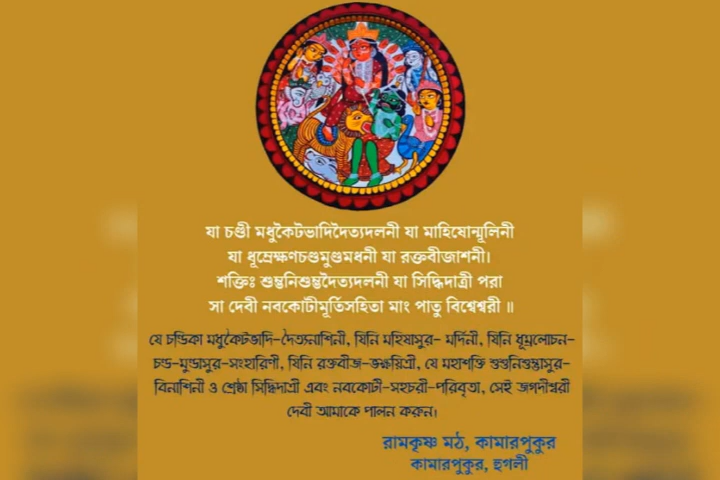 যা চণ্ডী মধুকৈটভাদিদৈত্যদলনী যা মাহিষোন্মূলিনী
যা ধূম্রেক্ষণচণ্ডমুণ্ডমথনী যা রক্তবীজাশনী।
শক্তিঃ শুম্ভনিশুম্ভদৈত্যদলনী যা সিদ্ধিদাত্রী পরা
সা দেবী নবকোটীমূর্তিসহিতা মাং পাতু বিশ্বেশ্বরী ॥
যে চন্ডিকা মধুকৈটভাদি-দৈত্যনাশিনী, যিনি মহিষাসুর- মর্দিনী, যিনি ধূম্রলোচন-
চন্ড-মুন্ডাসুর-সংহারিণী, যিনি রক্তবীজ-ভক্ষয়িত্রী, যে মহাশক্তি শুম্ভনিশুম্ভাসুর-
বিনাশিনী ও শ্রেষ্ঠা সিদ্ধিদাত্রী এবং নবকোটী-সহচরী-পরিবৃতা, সেই জগদীশ্বরী
দেবী আমাকে পালন করুন।
রামকৃষ্ণ মঠ, কামারপুকুর
কামারপুকুর, হুগলী